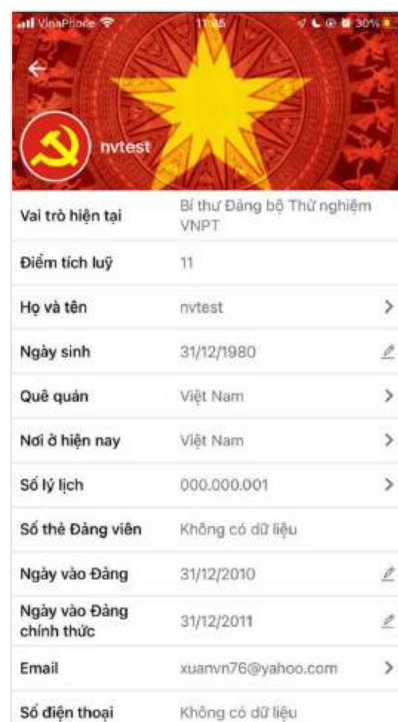 VinaPhone
30%
nvtest
Vai trò hiện tại
Bí thư Đảng bộ Thử nghiệm
VNPT
Điểm tích luỹ
11
Họ và tên
nvtest
Ngày sinh
31/12/1980
Quê quán
Việt Nam
Nơi ở hiện nay
Việt Nam
Số lý lịch
000.000.001
Số thẻ Đảng viên
Không có dữ liệu
Ngày vào Đảng
31/12/2010
Ngày vào Đảng
chính thức
31/12/2011
Email
xuanvn76@yahoo.com
Số điện thoại
Không có dữ liệu